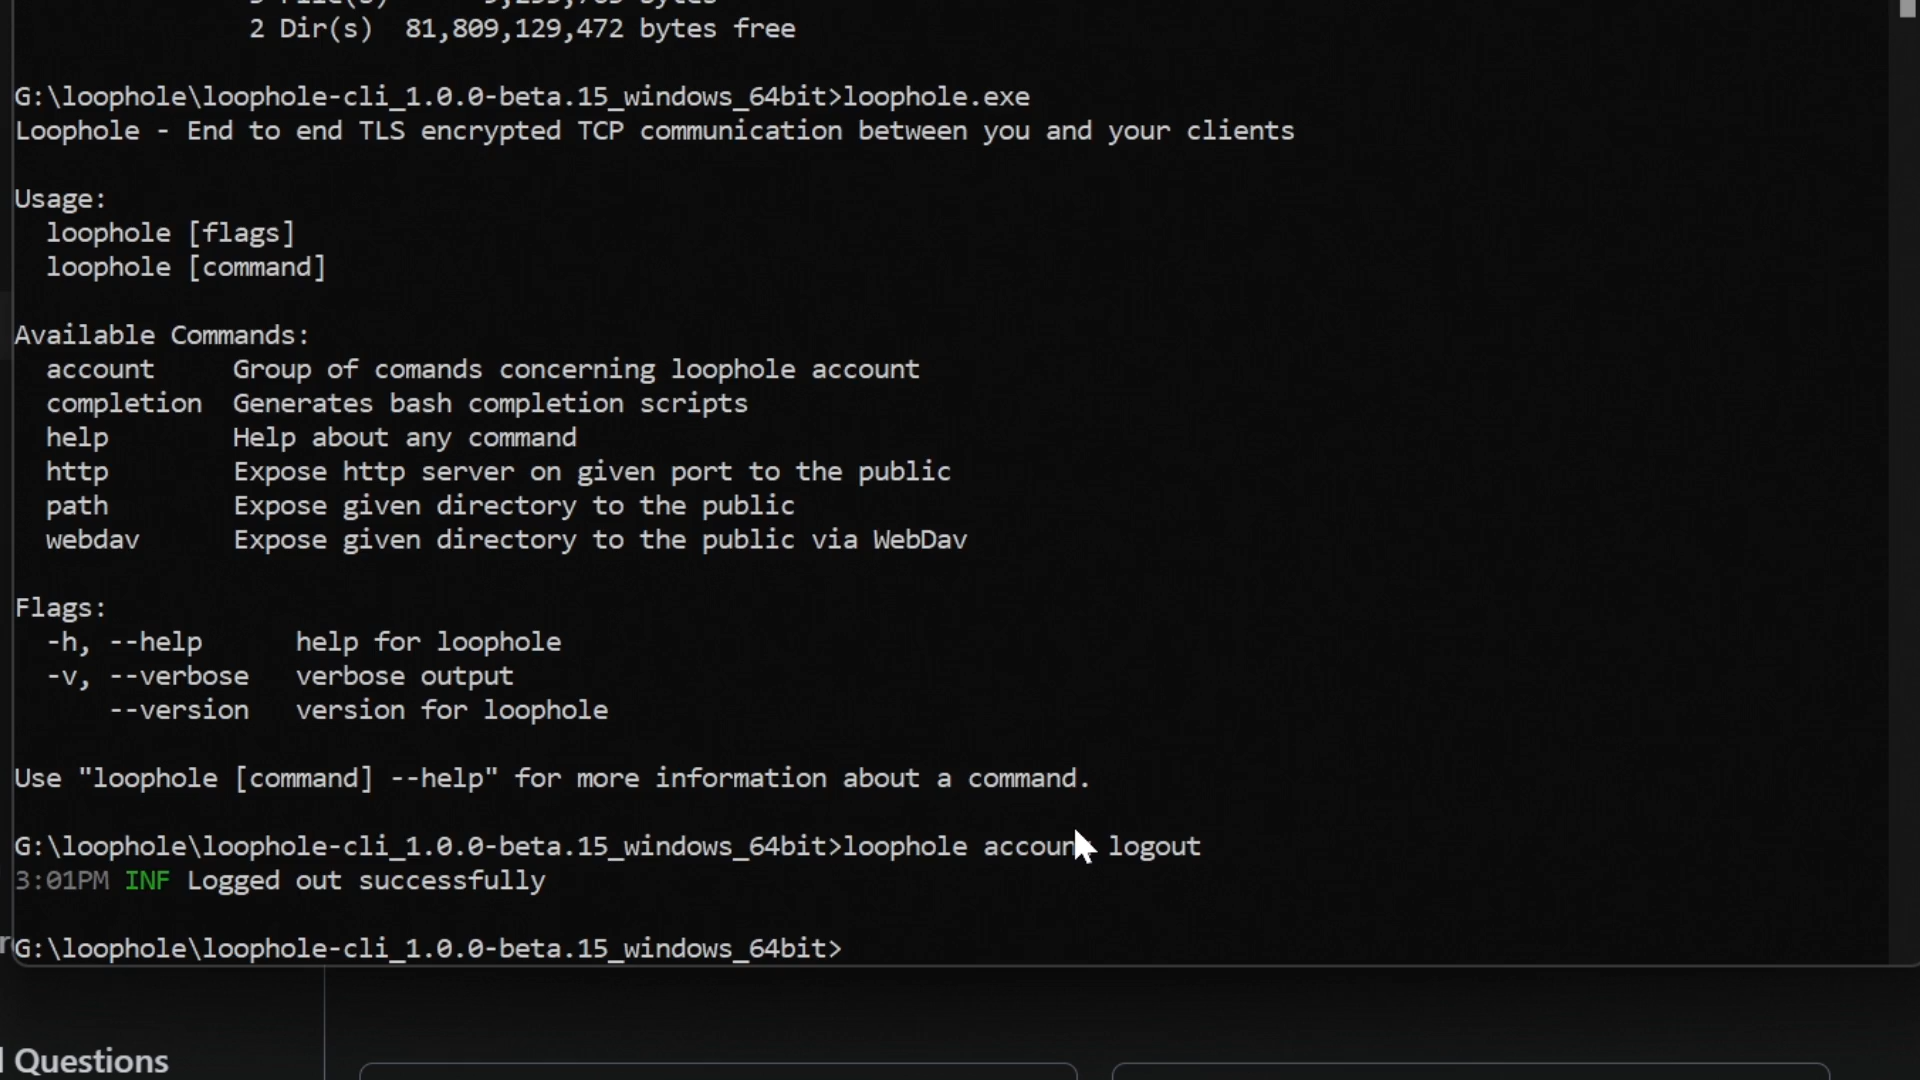 2 Dir(s)  81,809,129,472 bytes free
G:\loophole\loophole-cli_1.0.0-beta.15_windows_64bit>loophole.exe
Loophole - End to end TLS encrypted TCP communication between you and your clients
Usage:
  loophole [flags]
  loophole [command]
Available Commands:
  account     Group of comands concerning loophole account
  completion  Generates bash completion scripts
  help        Help about any command
  http        Expose http server on given port to the public
  path        Expose given directory to the public
  webdav      Expose given directory to the public via WebDav
Flags:
  -h, --help      help for loophole
  -v, --verbose   verbose output
      --version   version for loophole
Use "loophole [command] --help" for more information about a command.
G:\loophole\loophole-cli_1.0.0-beta.15_windows_64bit>loophole account logout
3:01PM INF Logged out successfully
G:\loophole\loophole-cli_1.0.0-beta.15_windows_64bit>
Questions